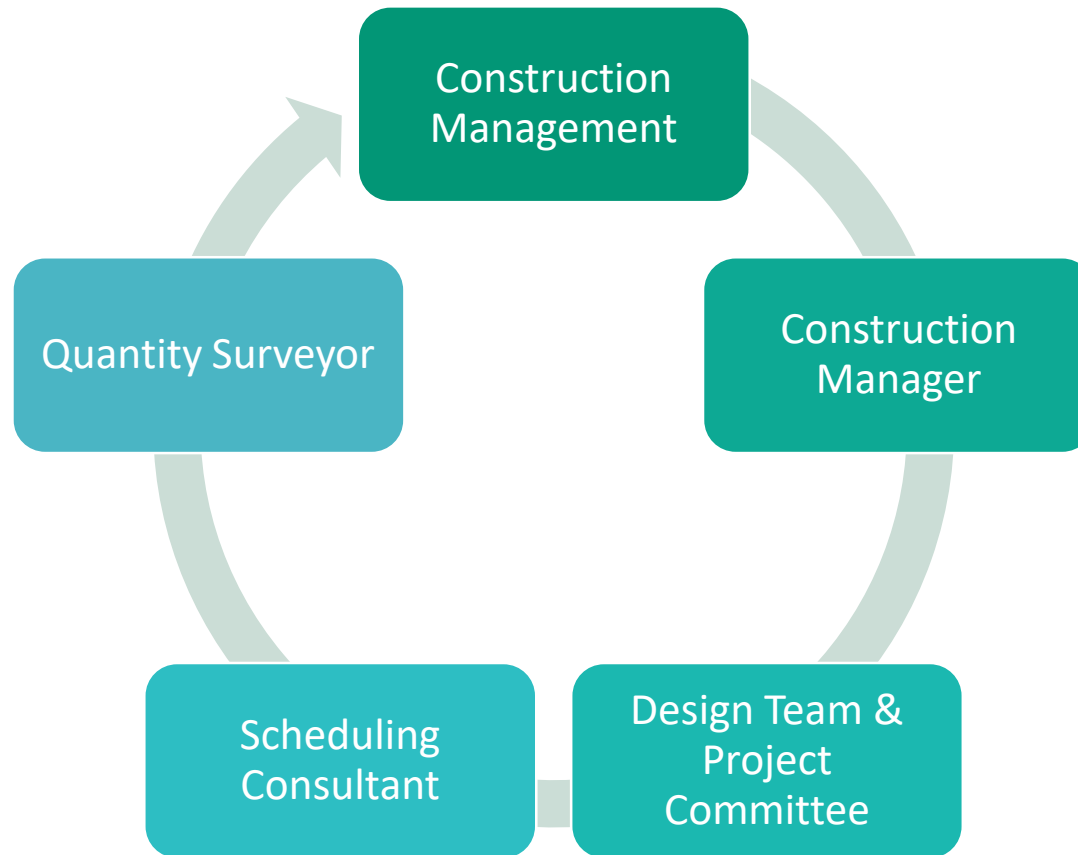 Construction
Management
Construction
Manager
Design Team &
Project
Committee
Scheduling
Consultant
Quantity Surveyor